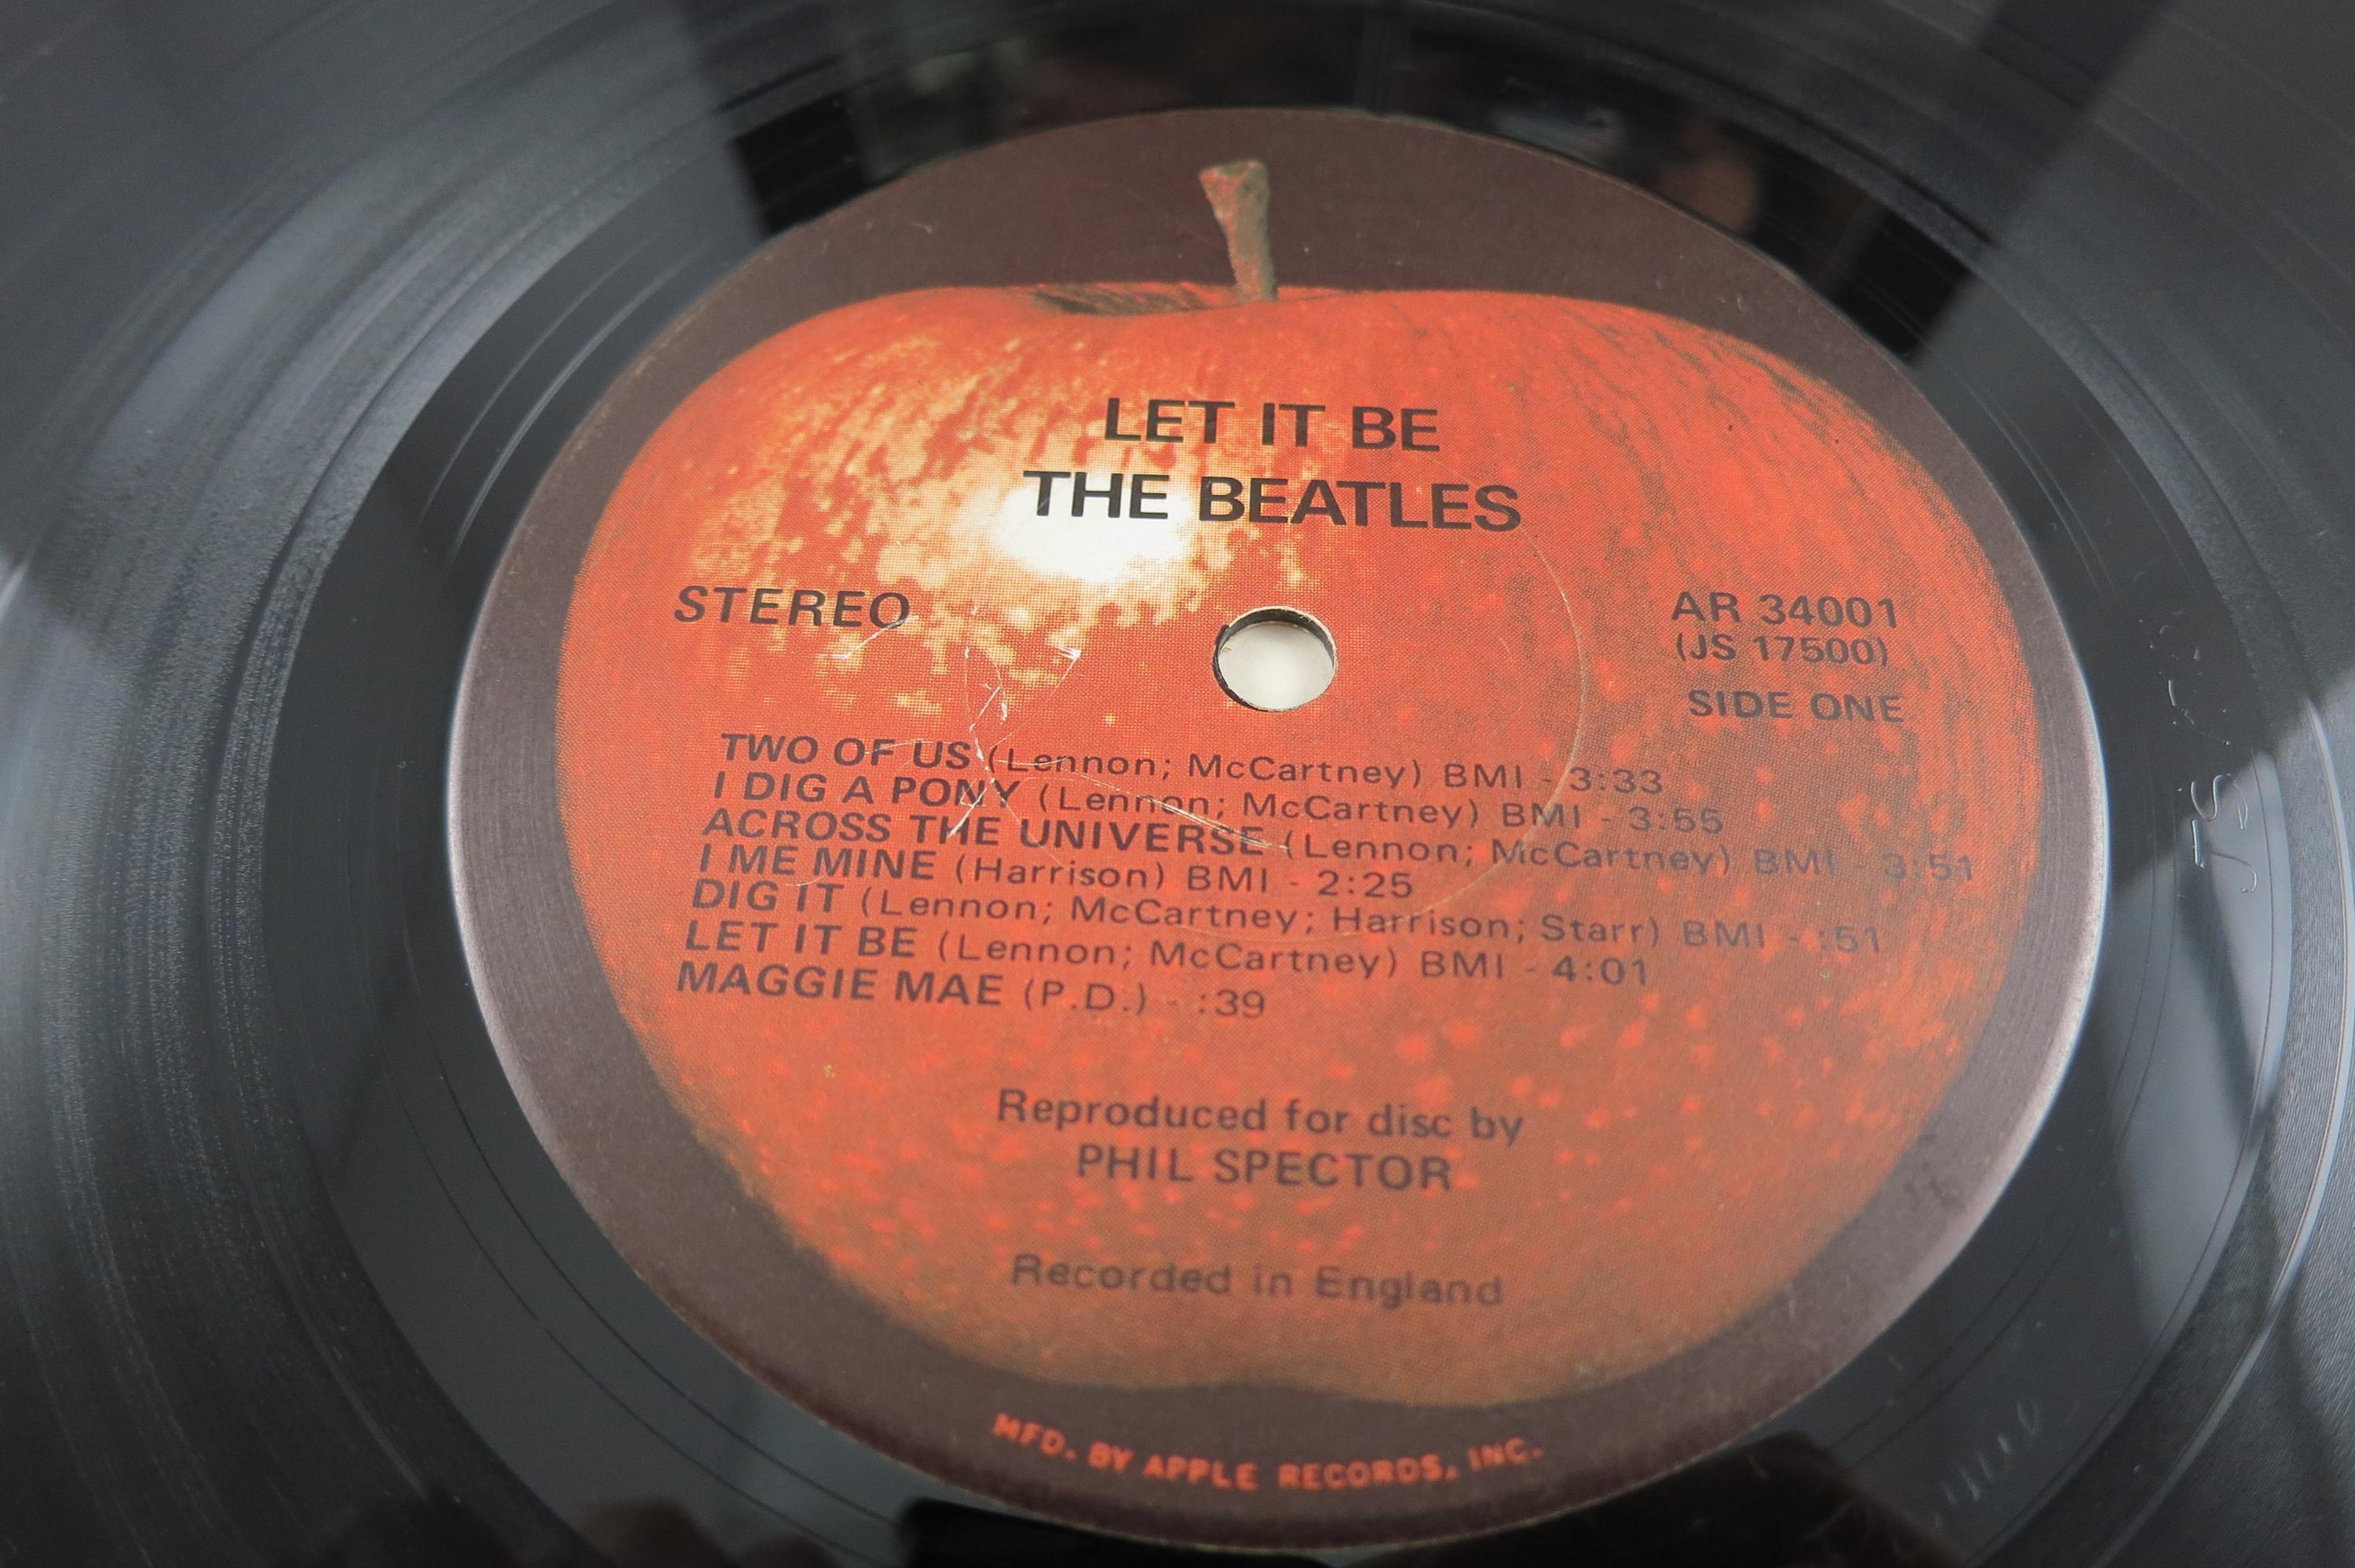 LET IT BE
THE BEATLES
STEREO
AR 34001
(JS 17500)
SIDE ONE
TWO OF US (Lennon; McCartney) BMI - 3:33
I DIG A PONY (Lennon; McCartney) BMI - 3:55
ACROSS THE UNIVERSE (Lennon; McCartney) BMI - 3:51
I ME MINE (Harrison) BMI - 2:25
DIG IT (Lennon; McCartney; Harrison; Starr) BMI - :51
LET IT BE (Lennon; McCartney) BMI - 4:01
MAGGIE MAE (P.D.) - :39
Reproduced for disc by
PHIL SPECTOR
Recorded in England
MFD. BY APPLE RECORDS, INC.